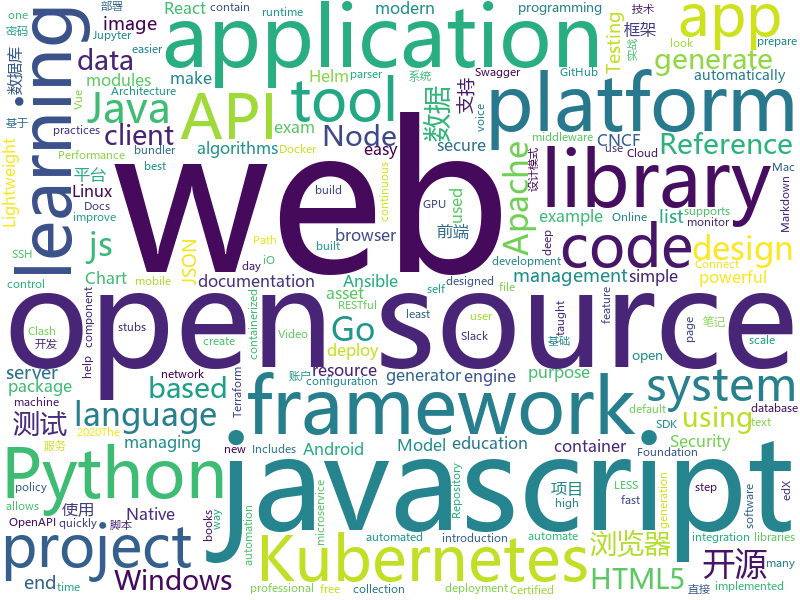 web
open source
javascript
application
platform
framework
library
learning
Python
Kubernetes
project
API
tool
app
code
system
Java
Node
js
Go
Apache
design
language
using
data
image
modules
make
client
server
package
based
Windows
HTML5
开源
浏览器
测试
数据
支持
框架
Reference
generate
automatically
React
modern
programming
Helm
parser
Testing
GitHub
Swagger
one
contain
runtime
easier
部署
技术
系统
实战
look
prepare
密码
数据库
Jupyter
Vue
基于
Architecture
practices
Performance
bundler
best
平台
Linux
Docs
improve
SSH
Lightweight
control
exam
Docker
algorithms
easy
secure
voice
middleware
CNCF
use
Cloud
设计模式
Mac
Markdown
continuous
build
GPU
used
browser
前端
example
list
Online
supports
monitor
development
deep
documentation
Ansible
management
simple
powerful
Connect
JSON
Path
iO
built
day
mobile
Chart
asset
RESTful
self
designed
file
containerized
Video
create
deploy
least
user
feature
taught
page
笔记
scale
Clash
开发
component
help
stubs
Slack
基础
open
resource
generator
engine
purpose
default
text
SDK
database
machine
network
账户
configuration
Terraform
2020The
服务
managing
new
Includes
Android
Model
education
container
Security
Foundation
policy
allows
使用
Native
way
books
automation
microservice
Repository
项目
LESS
generation
step
software
edX
OpenAPI
脚本
quickly
automated
introduction
high
fast
automate
integration
libraries
end
time
professional
free
collection
deployment
Certified
直接
implemented
many